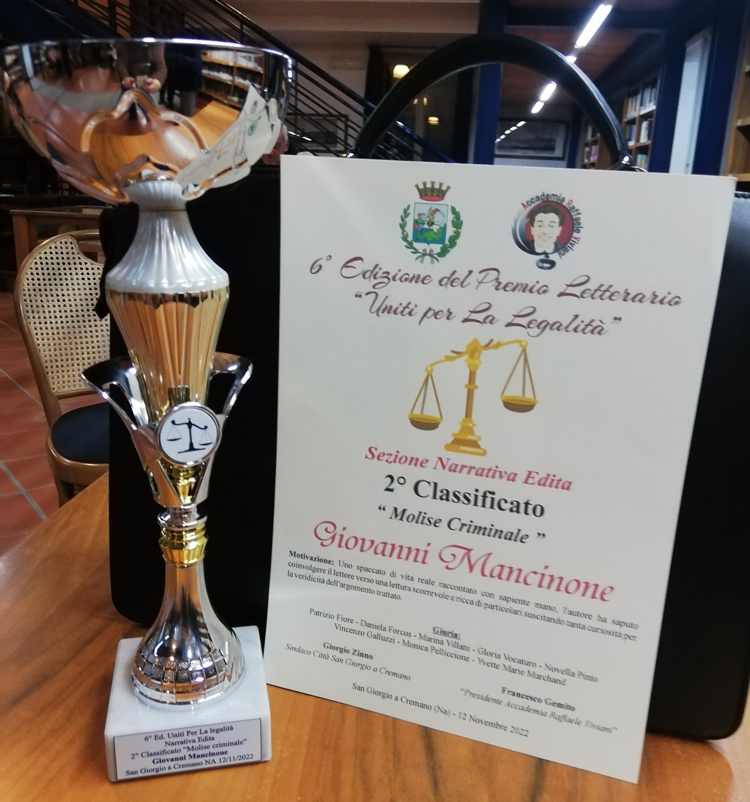 Accademia Raffaele Viviani
6° Edizione del Premio Letterario
“Uniti per La Legalità”
Sezione Narrativa Edita
2° Classificato
“ Molise Criminale ”
Giovanni Mancinone
Motivazione: Uno spaccato di vita reale raccontato con sapiente mano, l'autore ha saputo
coinvolgere il lettore verso una lettura scorrevole e ricca di particolari suscitando tanta curiosità per
la veridicità dell'argomento trattato.
Giuria:
Patrizio Fiore - Daniela Forcos - Marina Villani - Gloria Vocaturo - Novella Pinto
Vincenzo Galluzzi - Monica Pelliccione - Yvette Marie Marchand
Giorgio Zinno
Sindaco Città San Giorgio a Cremano
Francesco Gemito
“Presidente Accademia Raffaele Viviani”
San Giorgio a Cremano (Na) - 12 Novembre 2022
6° Ed. Uniti Per La legalità
Narrativa Edita
2° Classificato “Molise criminale”
Giovanni Mancinone
San Giorgio a Cremano NA 12/11/2022